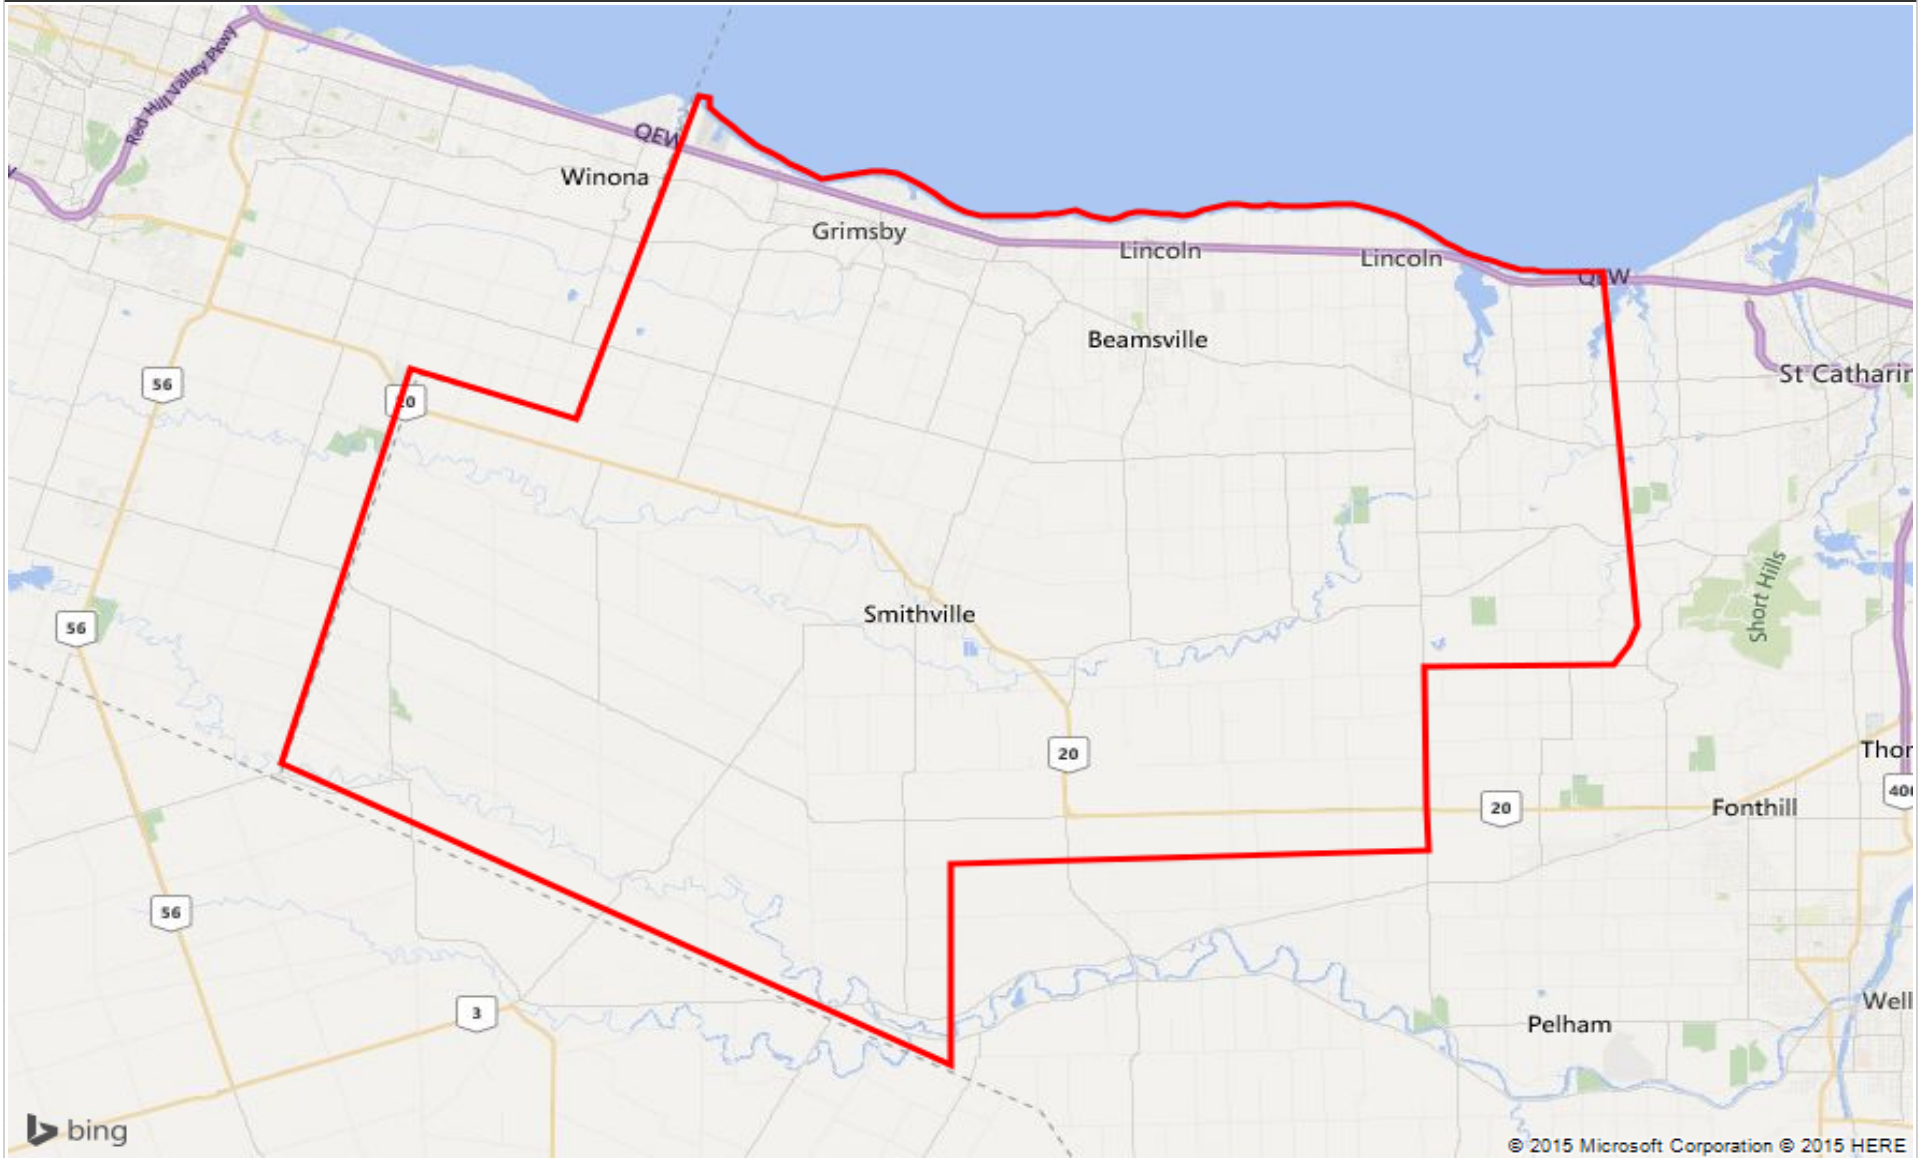 Red Hill Valley Pkwy
QEW
Winona
Grimsby
Lincoln
Lincoln
QEW
Beamsville
56
20
St Catharin
Short Hills
Smithville
56
20
Thor
400
20
Fonthill
56
3
Pelham
Well
bing
© 2015 Microsoft Corporation © 2015 HERE